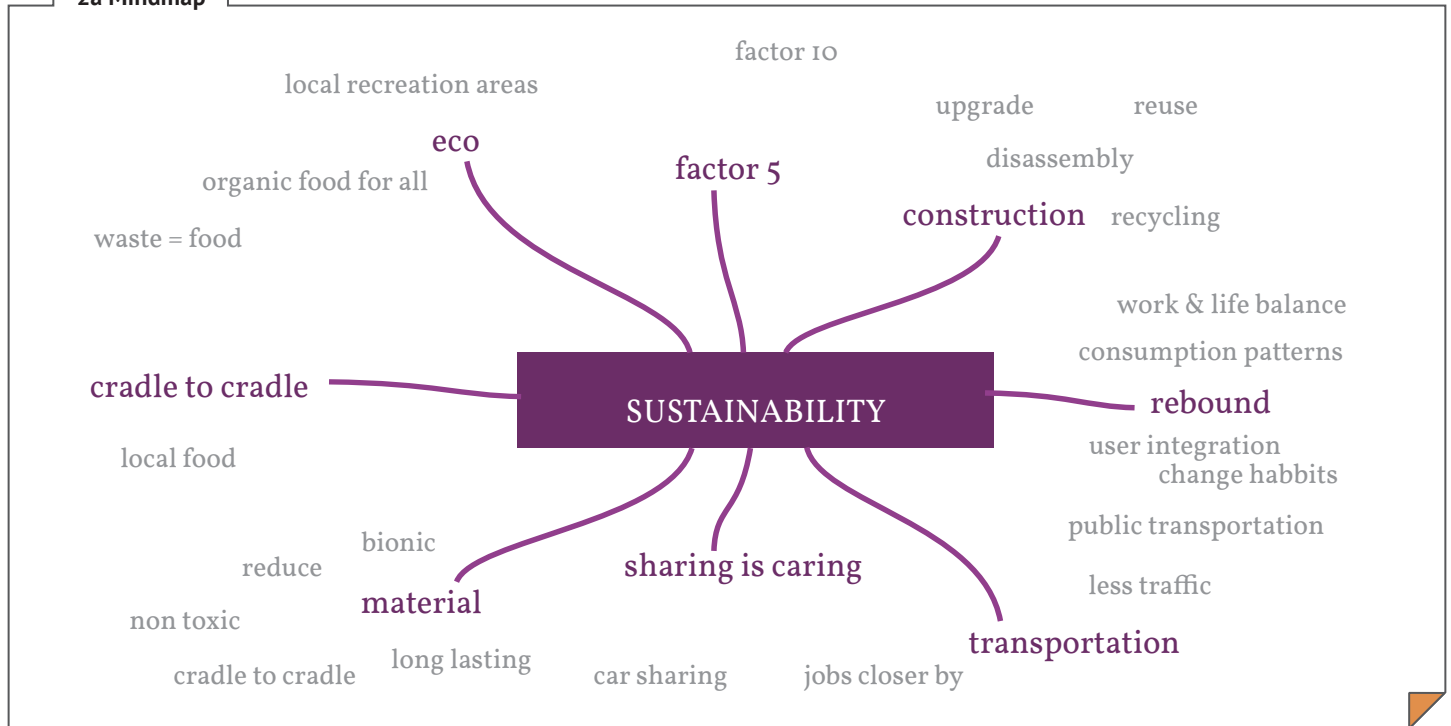 2a Mindmap
factor 10
local recreation areas
upgrade
reuse
eco
disassembly
factor 5
organic food for all
construction
recycling
waste = food
work & life balance
consumption patterns
cradle to cradle
SUSTAINABILITY
rebound
local food
user integration
change habbits
public transportation
bionic
reduce
sharing is caring
less traffic
material
non toxic
transportation
long lasting
cradle to cradle
car sharing
jobs closer by